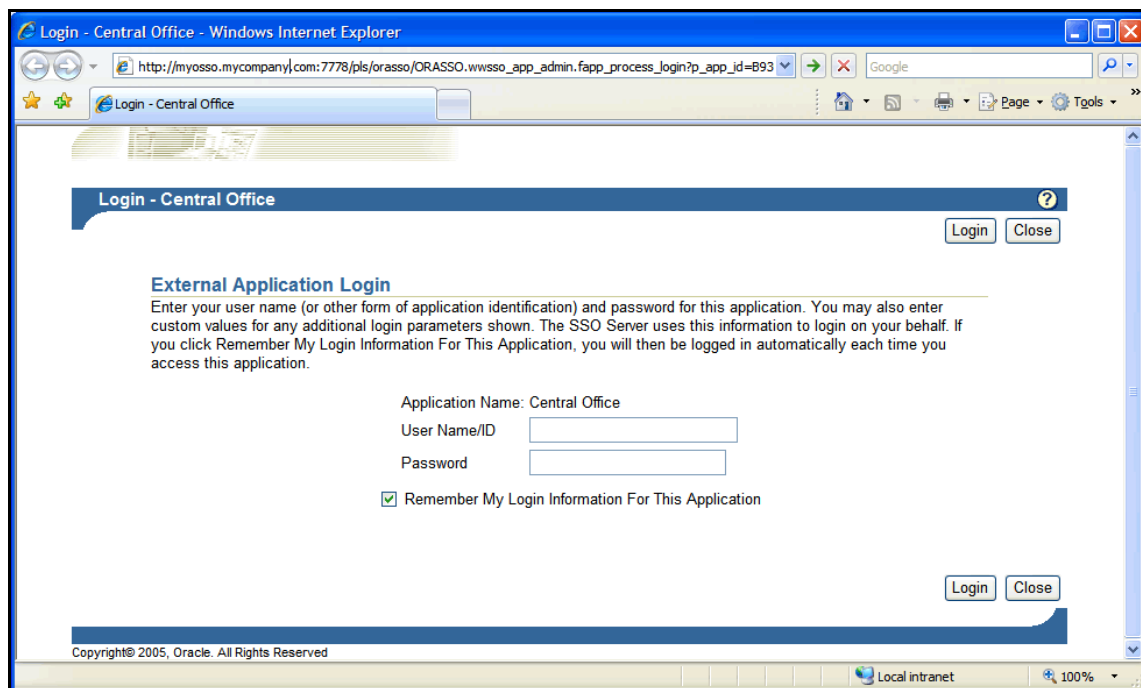 Login - Central Office - Windows Internet Explorer
http://myosso.mycompany.com:7778/pls/orasso/ORASSO.wwsso_app_admin.fapp_process_login?p_app_id=B93
Google
Login - Central Office
Page
Tools
Login - Central Office
Login Close
External Application Login
Enter your user name (or other form of application identification) and password for this application. You may also enter
custom values for any additional login parameters shown. The SSO Server uses this information to login on your behalf. If
you click Remember My Login Information For This Application, you will then be logged in automatically each time you
access this application.
Application Name: Central Office
User Name/ID
Password
Remember My Login Information For This Application
Login Close
Copyright© 2005, Oracle. All Rights Reserved
Local intranet
100%